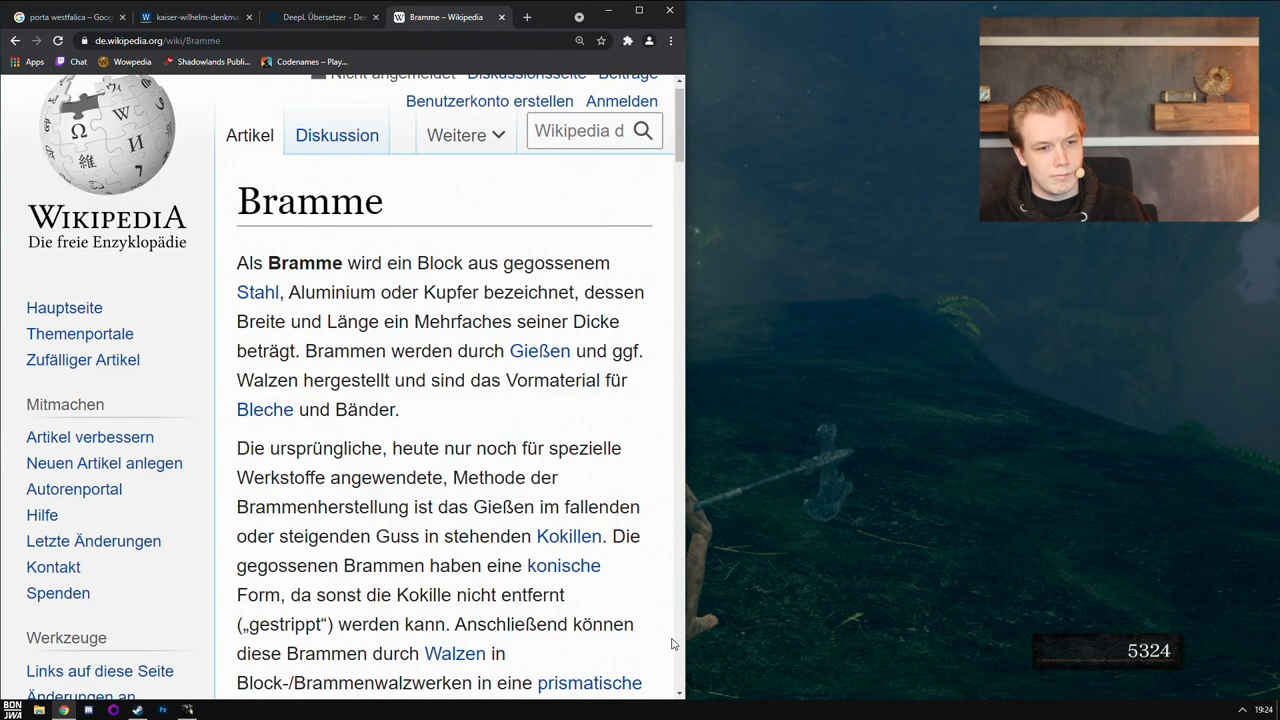 porta westfalica – Goog
kaiser-wilhelm-denkma
DeepL Übersetzer – De
Bramme – Wikipedia
de.wikipedia.org/wiki/Bramme
Apps
Chat
Wowpedia
Shadowlands Publi...
Codenames – Play...
Nicht angemeldet
Diskussionsseite
Beiträge
Benutzerkonto erstellen
Anmelden
Artikel
Diskussion
Weitere
Wikipedia d
WIKIPEDIA
Die freie Enzyklopädie
Hauptseite
Themenportale
Zufälliger Artikel
Mitmachen
Artikel verbessern
Neuen Artikel anlegen
Autorenportal
Hilfe
Letzte Änderungen
Kontakt
Spenden
Werkzeuge
Links auf diese Seite
Änderungen an
Bramme
Als Bramme wird ein Block aus gegossenem
Stahl, Aluminium oder Kupfer bezeichnet, dessen
Breite und Länge ein Mehrfaches seiner Dicke
beträgt. Brammen werden durch Gießen und ggf.
Walzen hergestellt und sind das Vormaterial für
Bleche und Bänder.
Die ursprüngliche, heute nur noch für spezielle
Werkstoffe angewendete, Methode der
Brammenherstellung ist das Gießen im fallenden
oder steigenden Guss in stehenden Kokillen. Die
gegossenen Brammen haben eine konische
Form, da sonst die Kokille nicht entfernt
(„gestrippt“) werden kann. Anschließend können
diese Brammen durch Walzen in
Block-/Brammenwalzwerken in eine prismatische
5324
BON
JWA
19:24